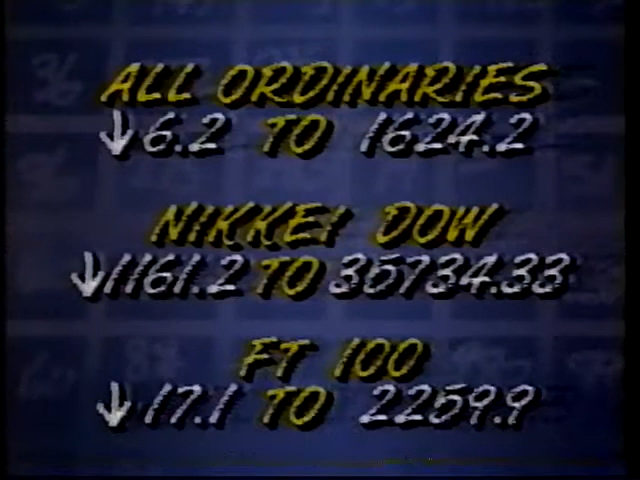 ALL ORDINARIES
↓6.2 TO 1624.2
NIKKEI DOW
↓1161.2 TO 35734.33
FT 100
↓17.1 TO 2259.9